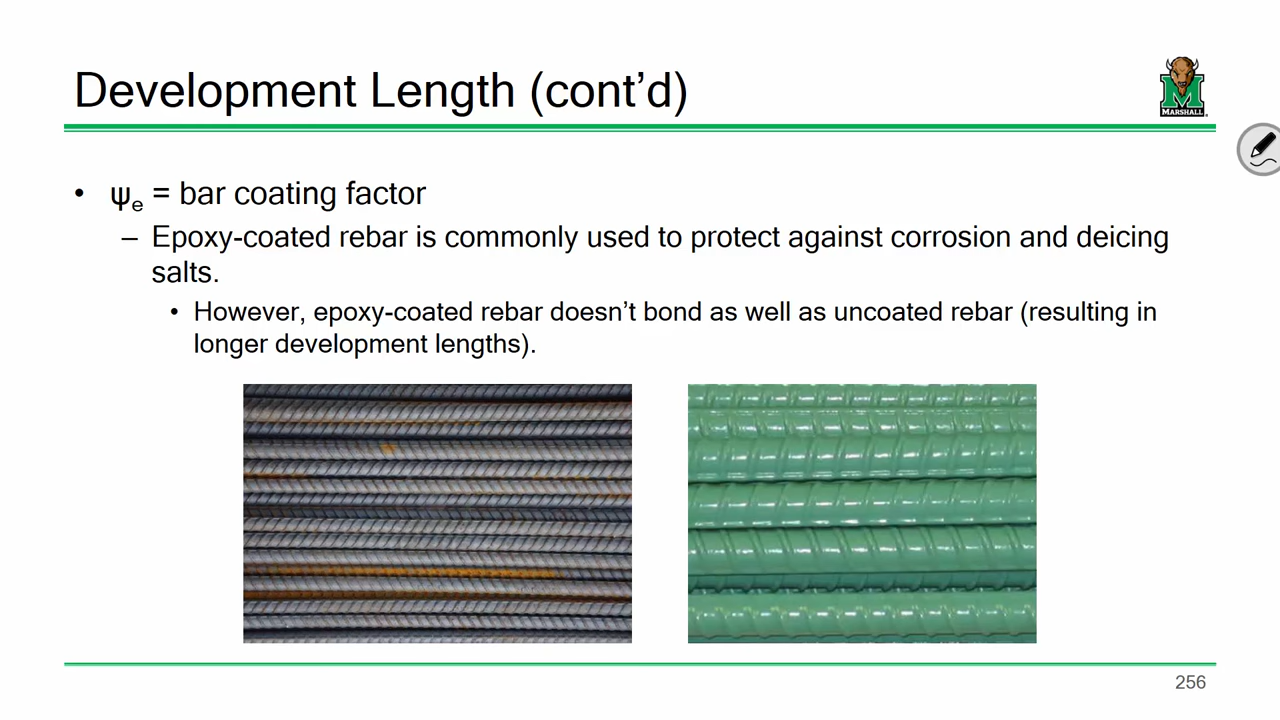 Development Length (cont’d)
MARSHALL
• ψe = bar coating factor
– Epoxy-coated rebar is commonly used to protect against corrosion and deicing
salts.
• However, epoxy-coated rebar doesn’t bond as well as uncoated rebar (resulting in
longer development lengths).
256